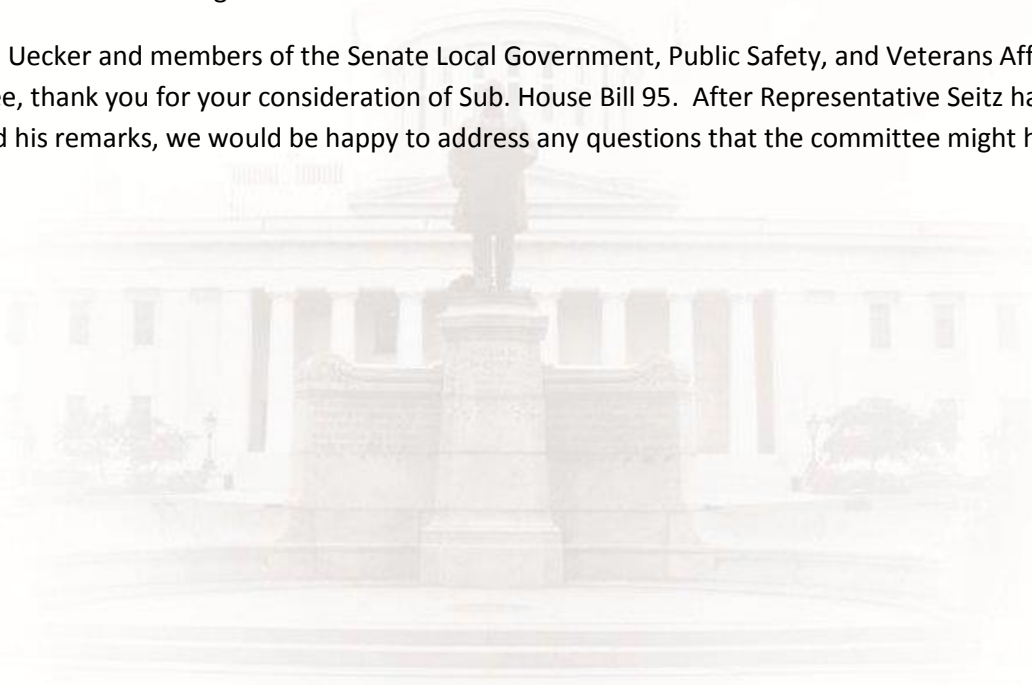 g
Uecker and members of the Senate Local Government, Public Safety, and Veterans Aff
e, thank you for your consideration of Sub. House Bill 95.  After Representative Seitz ha
d his remarks, we would be happy to address any questions that the committee might h